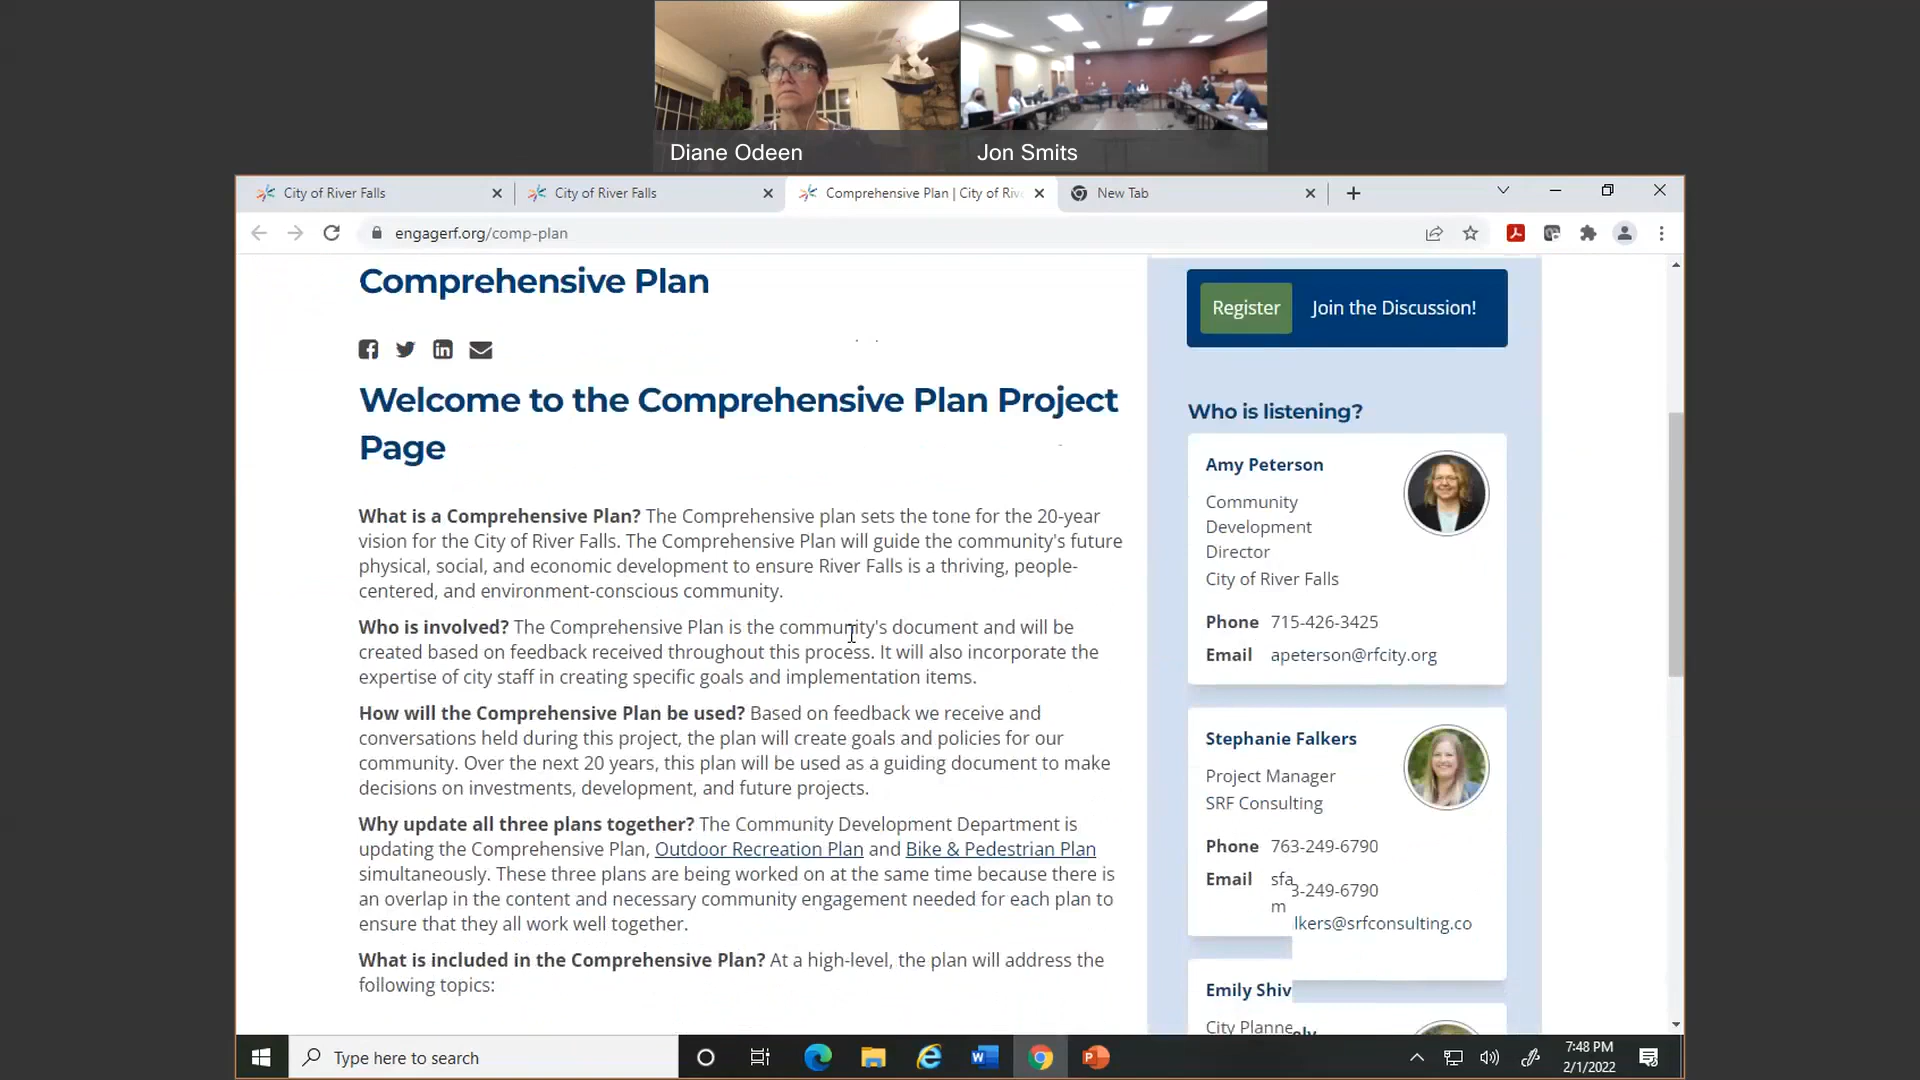 Diane Odeen
Jon Smits
City of River Falls
City of River Falls
Comprehensive Plan | City of Riv
New Tab
engagerf.org/comp-plan
Comprehensive Plan
Welcome to the Comprehensive Plan Project
Page
What is a Comprehensive Plan? The Comprehensive plan sets the tone for the 20-year
vision for the City of River Falls. The Comprehensive Plan will guide the community's future
physical, social, and economic development to ensure River Falls is a thriving, people-
centered, and environment-conscious community.
Who is involved? The Comprehensive Plan is the community's document and will be
created based on feedback received throughout this process. It will also incorporate the
expertise of city staff in creating specific goals and implementation items.
How will the Comprehensive Plan be used? Based on feedback we receive and
conversations held during this project, the plan will create goals and policies for our
community. Over the next 20 years, this plan will be used as a guiding document to make
decisions on investments, development, and future projects.
Why update all three plans together? The Community Development Department is
updating the Comprehensive Plan, Outdoor Recreation Plan and Bike & Pedestrian Plan
simultaneously. These three plans are being worked on at the same time because there is
an overlap in the content and necessary community engagement needed for each plan to
ensure that they all work well together.
What is included in the Comprehensive Plan? At a high-level, the plan will address the
following topics:
Register Join the Discussion!
Who is listening?
Amy Peterson
Community
Development
Director
City of River Falls
Phone 715-426-3425
Email apeterson@rfcity.org
Stephanie Falkers
Project Manager
SRF Consulting
Phone 763-249-6790
Email sfa
3-249-6790
m
lkers@srfconsulting.co
Emily Shiv
City Planne
ely
Type here to search
7:48 PM
2/1/2022